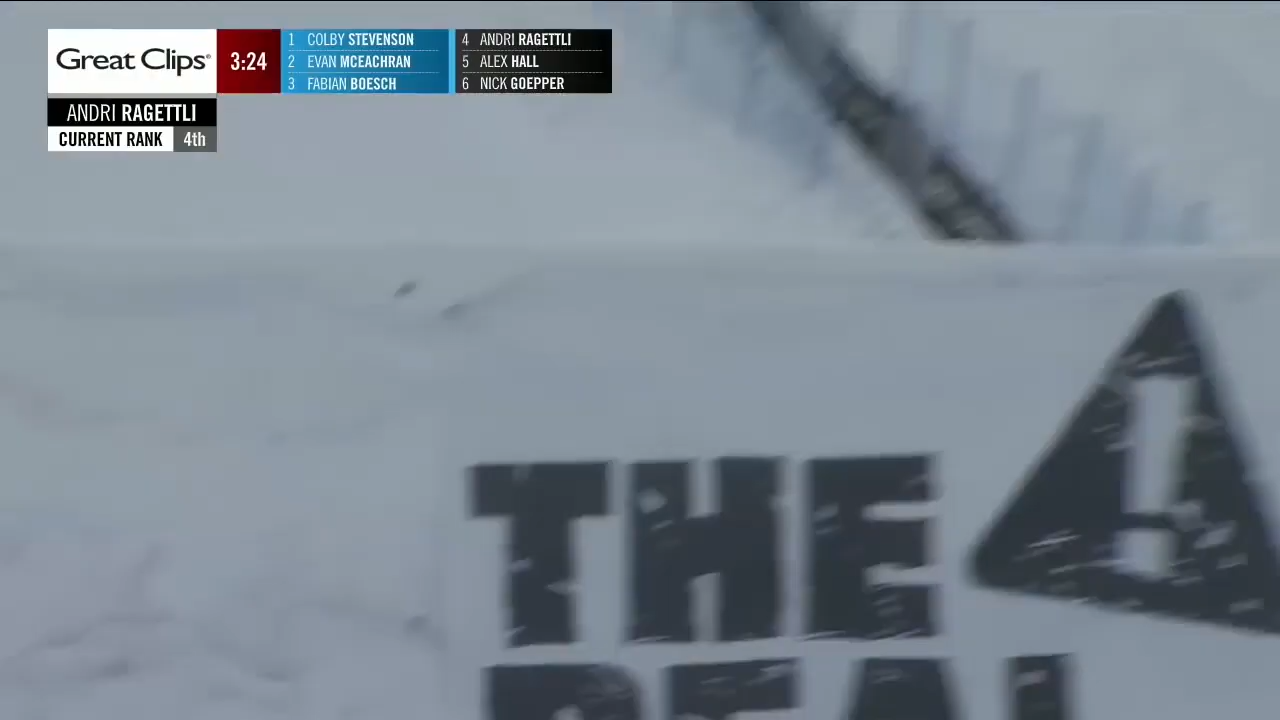 Great Clips®
3:24
1 COLBY STEVENSON
2 EVAN MCEACHRAN
3 FABIAN BOESCH
4 ANDRI RAGETTLI
5 ALEX HALL
6 NICK GOEPPER
ANDRI RAGETTLI
CURRENT RANK 4th
THE
REAL